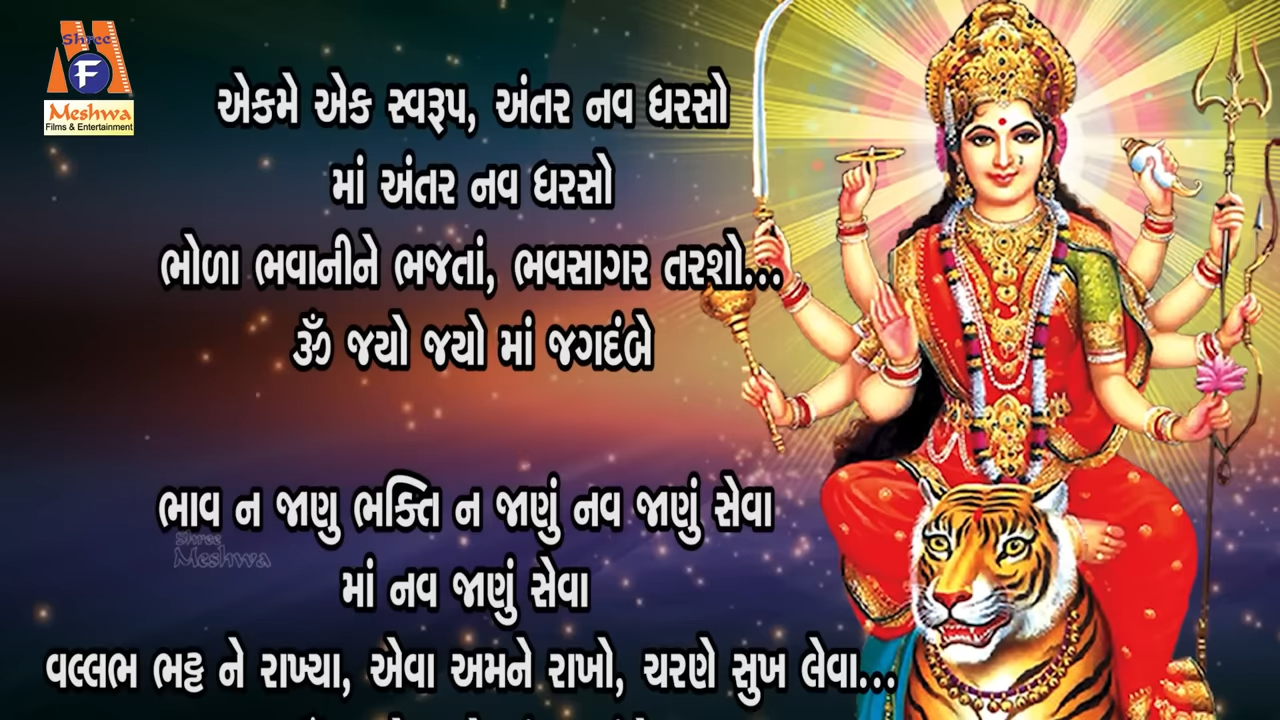 Shree
F
Meshwa
Films & Entertainment
એકમે એક સ્વરૂપ, અંતર નવ ધરસો
માં અંતર નવ ધરસો
ભોળા ભવાનીને ભજતાં, ભવસાગર તરશો...
ૐ જયો જયો માં જગદંબે
ભાવ ન જાણુ ભક્તિ ન જાણું નવ જાણું સેવા
Shree
Meshwa
માં નવ જાણું સેવા
વલ્લભ ભટ્ટ ને રાખ્યા, એવા અમને રાખો, ચરણે સુખ લેવા...